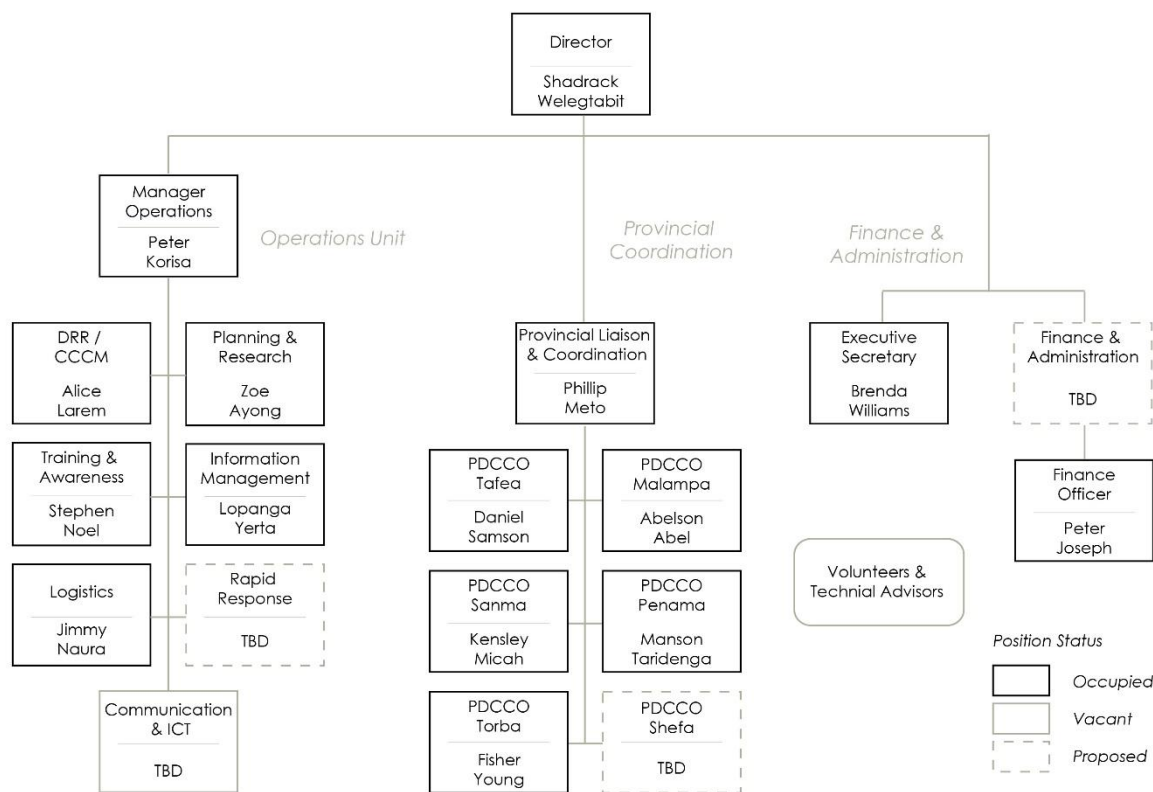 Director
Shadrack
Welegtabit
Manager
Operations
Peter
Korisa
Operations Unit
Provincial
Coordination
Finance &
Administration
DRR /
CCCM
Alice
Larem
Planning &
Research
Zoe
Ayong
Training &
Awareness
Stephen
Noel
Information
Management
Lopanga
Yerta
Logistics
Jimmy
Naura
Rapid
Response
TBD
Communication
& ICT
TBD
Provincial Liaison
& Coordination
Phillip
Meto
PDCCO
Tafea
Daniel
Samson
PDCCO
Malampa
Abelson
Abel
PDCCO
Sanma
Kensley
Micah
PDCCO
Penama
Manson
Taridenga
PDCCO
Torba
Fisher
Young
PDCCO
Shefa
TBD
Executive
Secretary
Brenda
Williams
Finance &
Administration
TBD
Finance
Officer
Peter
Joseph
Volunteers &
Technial Advisors
Position Status
Occupied
Vacant
Proposed